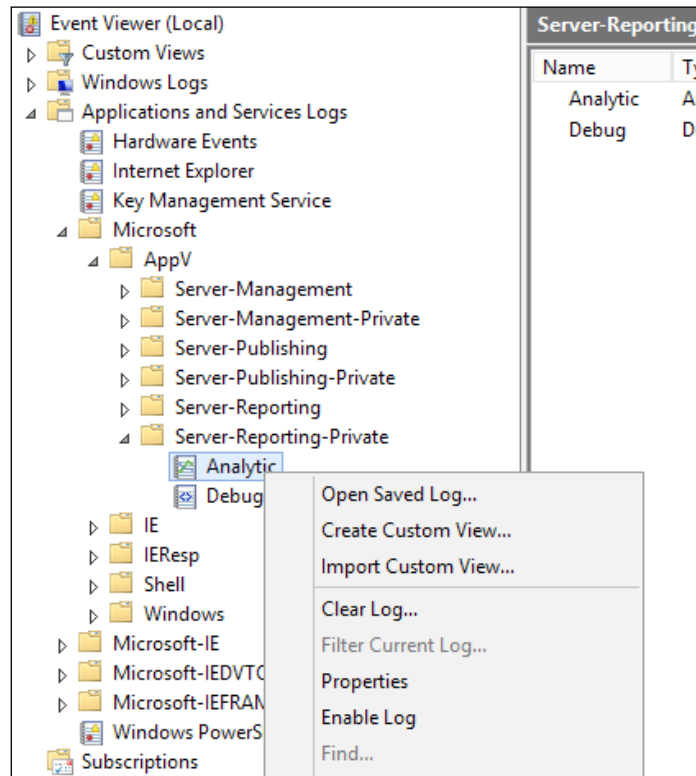 Event Viewer (Local)
Custom Views
Windows Logs
Applications and Services Logs
Hardware Events
Internet Explorer
Key Management Service
Microsoft
AppV
Server-Management
Server-Management-Private
Server-Publishing
Server-Publishing-Private
Server-Reporting
Server-Reporting-Private
Analytic
Debug
IE
IEResp
Shell
Windows
Microsoft-IE
Microsoft-IEDVTO
Microsoft-IEFRAM
Windows PowerS
Subscriptions
Open Saved Log...
Create Custom View...
Import Custom View...
Clear Log...
Filter Current Log...
Properties
Enable Log
Find...
Server-Reporting
Name Ty
Analytic A
Debug D